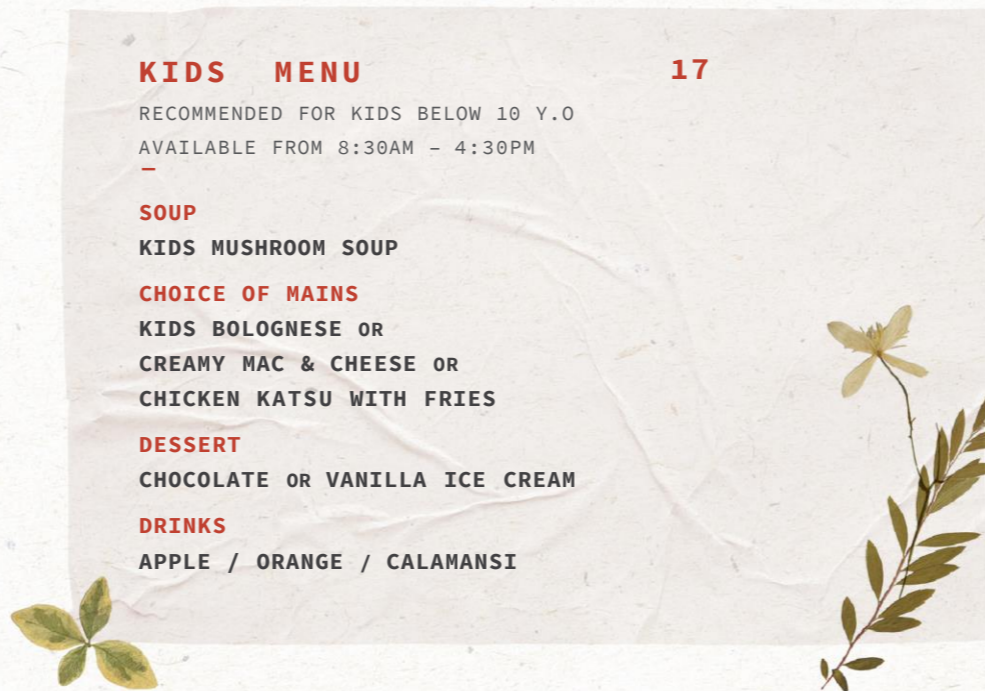 KIDS MENU 17
RECOMMENDED FOR KIDS BELOW 10 Y.O
AVAILABLE FROM 8:30AM – 4:30PM
—
SOUP
KIDS MUSHROOM SOUP
CHOICE OF MAINS
KIDS BOLOGNESE OR
CREAMY MAC & CHEESE OR
CHICKEN KATSU WITH FRIES
DESSERT
CHOCOLATE OR VANILLA ICE CREAM
DRINKS
APPLE / ORANGE / CALAMANSI